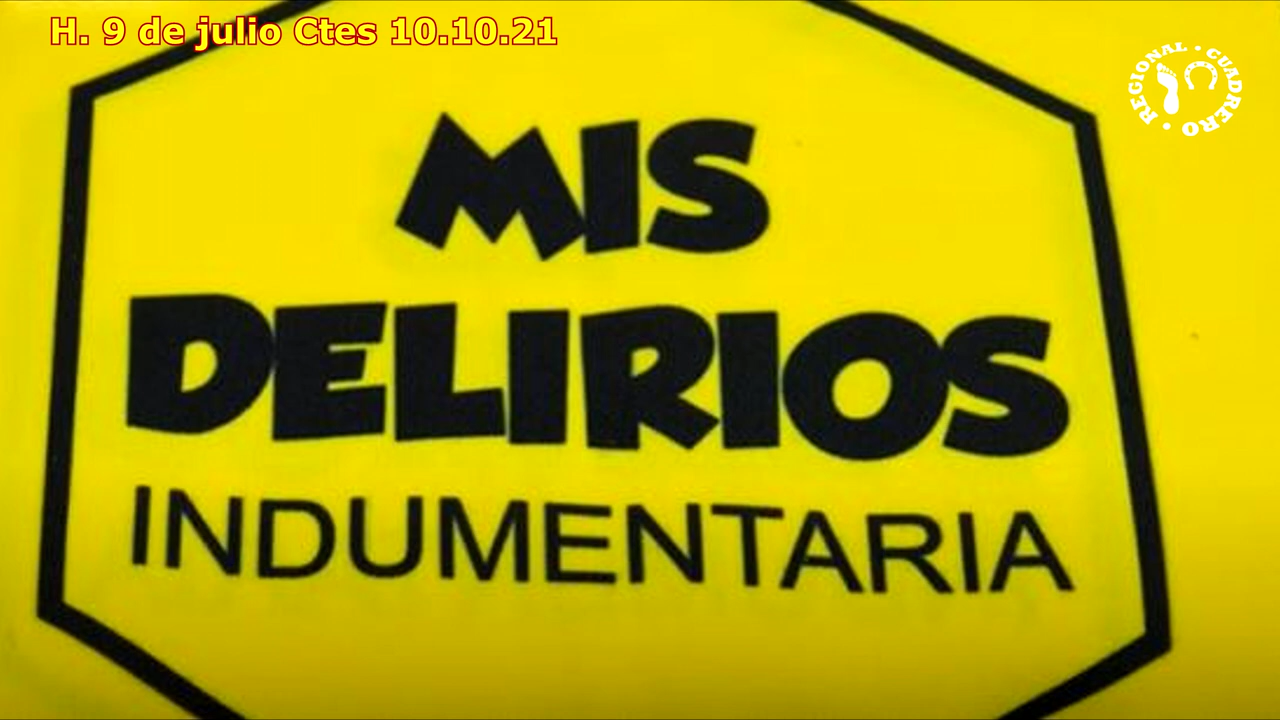 H. 9 de julio Ctes 10.10.21
REGIONAL • CUADRERO •
MIS
DELIRIOS
INDUMENTARIA